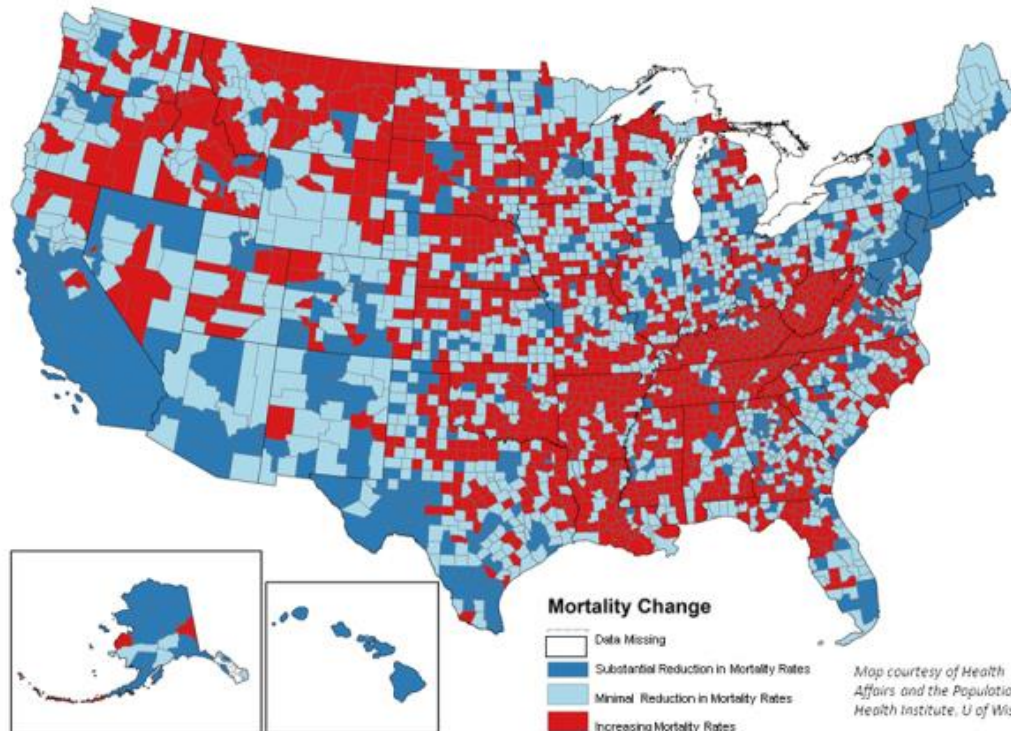 Mortality Change
Data Missing
Substantial Reduction in Mortality Rates
Minimal Reduction in Mortality Rates
Increasing Mortality Rates
Map courtesy of Health
Affairs and the Populatio
Health Institute, U of Wis